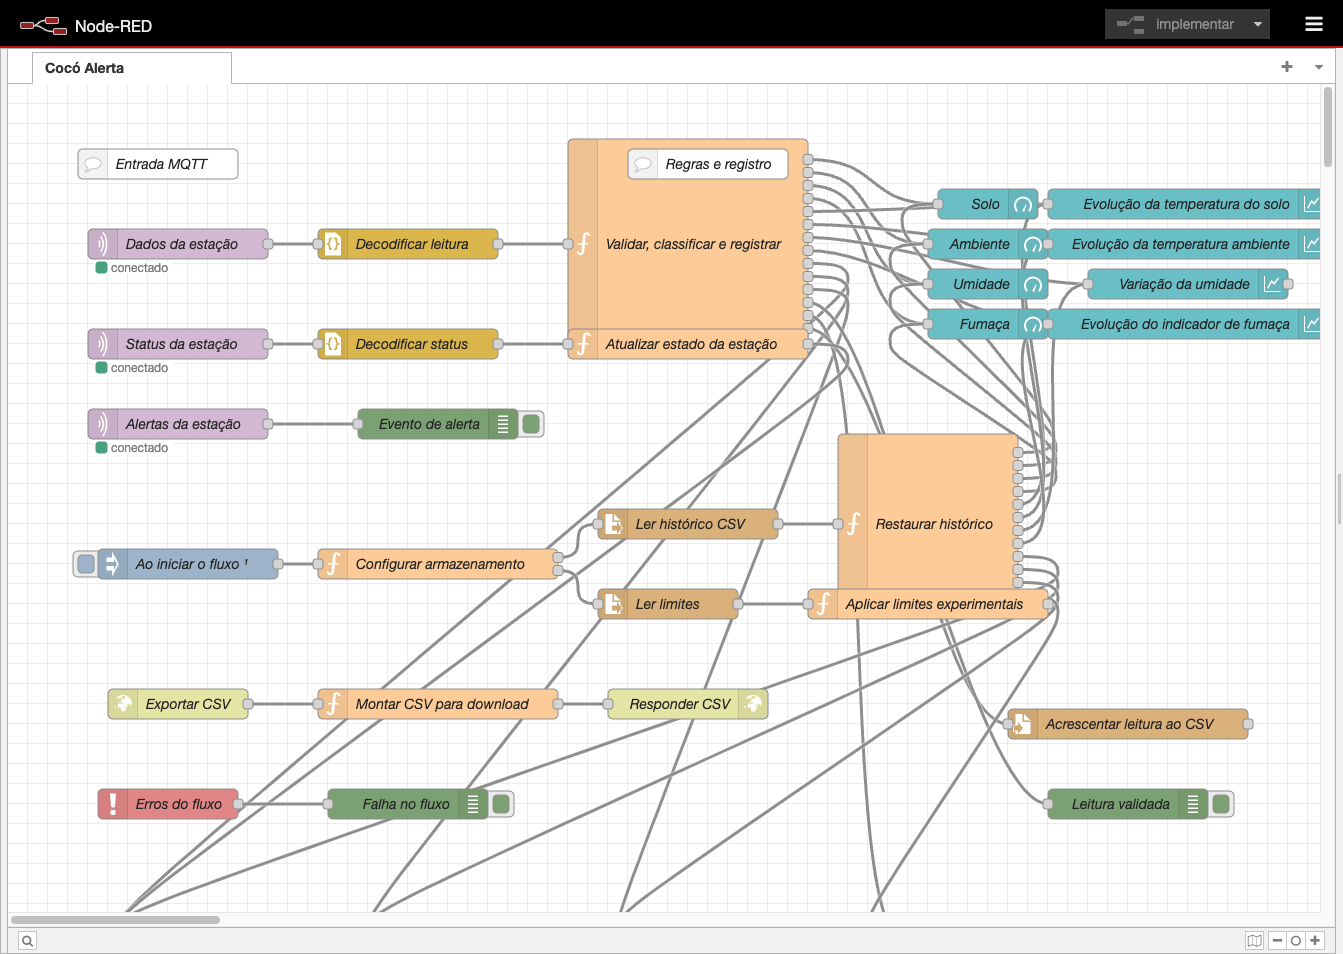 Node-RED
implementar
Cocó Alerta
Entrada MQTT
Regras e registro
Solo
Evolução da temperatura do solo
Dados da estação
Decodificar leitura
Validar, classificar e registrar
Ambiente
Evolução da temperatura ambiente
conectado
Umidade
Variação da umidade
Fumaça
Evolução do indicador de fumaça
Status da estação
Decodificar status
Atualizar estado da estação
conectado
Alertas da estação
Evento de alerta
conectado
Ler histórico CSV
Restaurar histórico
Ao iniciar o fluxo ¹
Configurar armazenamento
Ler limites
Aplicar limites experimentais
Exportar CSV
Montar CSV para download
Responder CSV
Acrescentar leitura ao CSV
Erros do fluxo
Falha no fluxo
Leitura validada